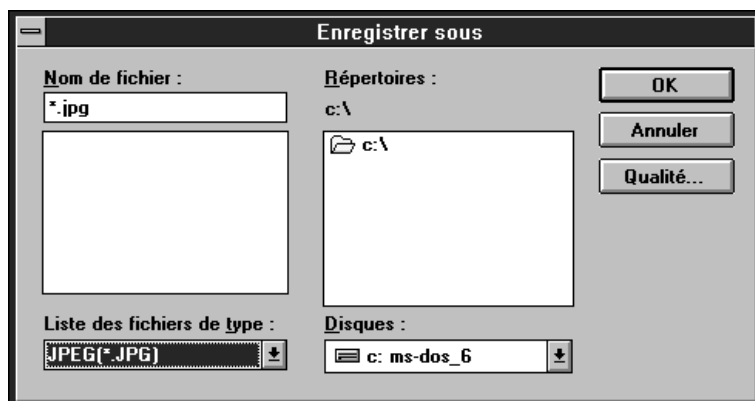 Enregistrer sous
Nom de fichier :
*.jpg
Répertoires :
c:\
c:\
OK
Annuler
Qualité...
Liste des fichiers de type :
JPEG(*.JPG)
Disques :
c: ms-dos_6